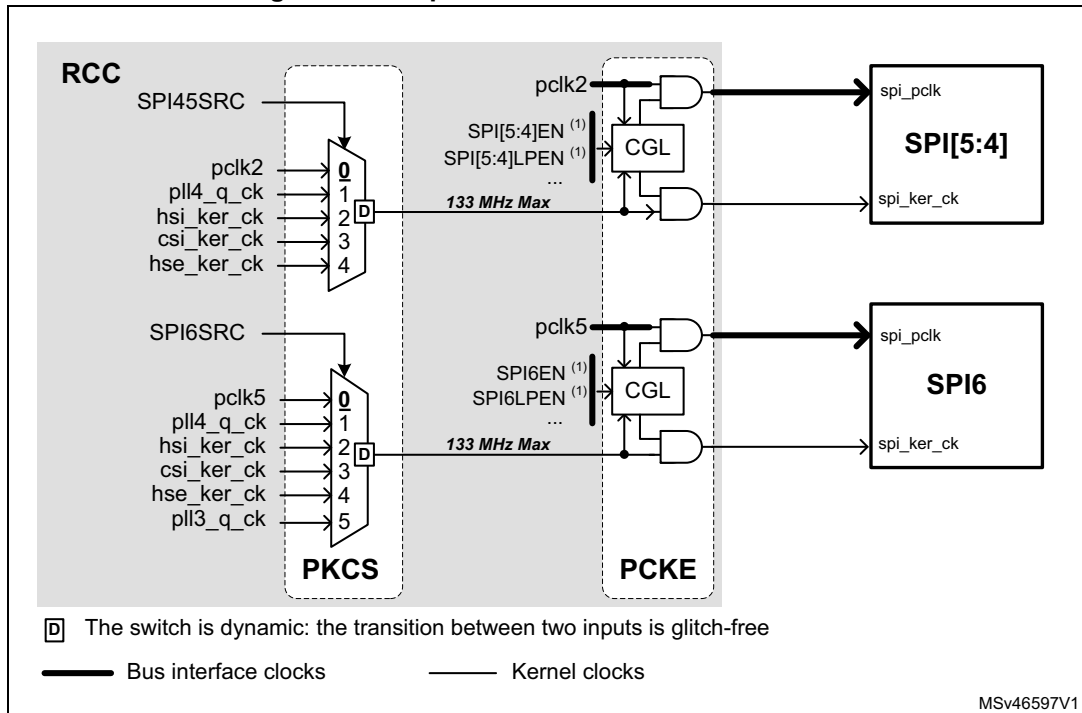 RCC
SPI45SRC
pclk2
pll4_q_ck
hsi_ker_ck
csi_ker_ck
hse_ker_ck
0
1
2
3
4
D
133 MHz Max
pclk2
SPI[5:4]EN (1)
SPI[5:4]LPEN (1)
...
CGL
spi_pclk
SPI[5:4]
spi_ker_ck
SPI6SRC
pclk5
pll4_q_ck
hsi_ker_ck
csi_ker_ck
hse_ker_ck
pll3_q_ck
0
1
2
3
4
5
D
133 MHz Max
pclk5
SPI6EN (1)
SPI6LPEN (1)
...
CGL
spi_pclk
SPI6
spi_ker_ck
PKCS
PCKE
D The switch is dynamic: the transition between two inputs is glitch-free
Bus interface clocks
Kernel clocks
MSv46597V1